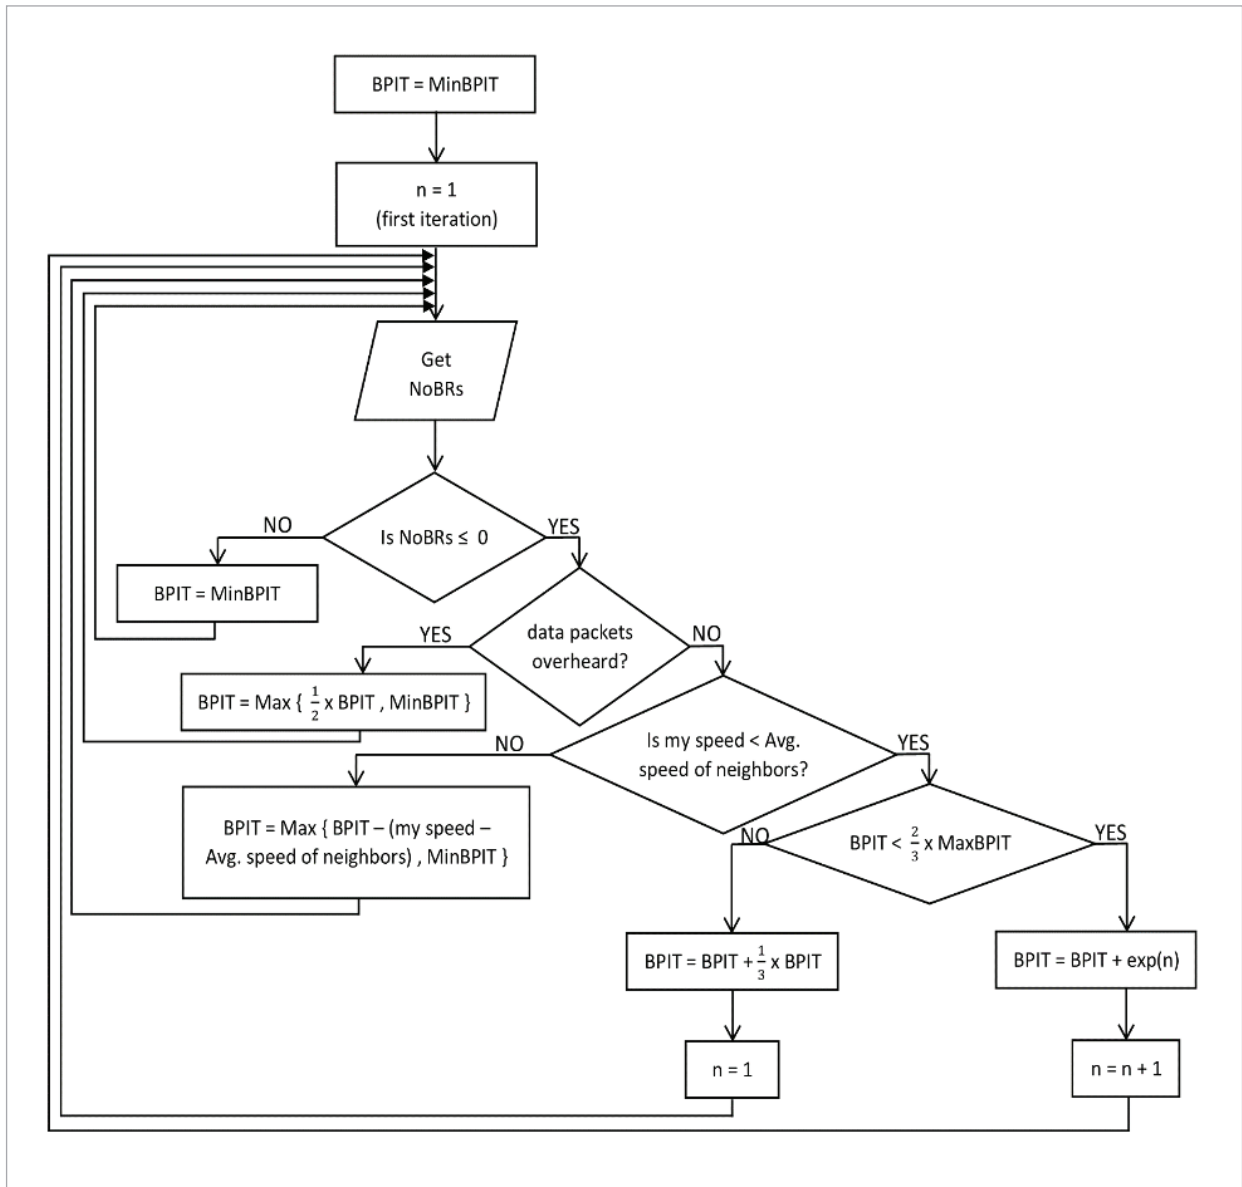 BPIT = MinBPIT
n = 1
(first iteration)
Get
NoBRs
Is NoBRs ≤ 0
NO
YES
BPIT = MinBPIT
data packets
overheard?
YES
NO
BPIT = Max { 1/2 x BPIT , MinBPIT }
Is my speed < Avg.
speed of neighbors?
NO
YES
BPIT = Max { BPIT – (my speed –
Avg. speed of neighbors) , MinBPIT }
BPIT < 2/3 x MaxBPIT
NO
YES
BPIT = BPIT + 1/3 x BPIT
BPIT = BPIT + exp(n)
n = 1
n = n + 1